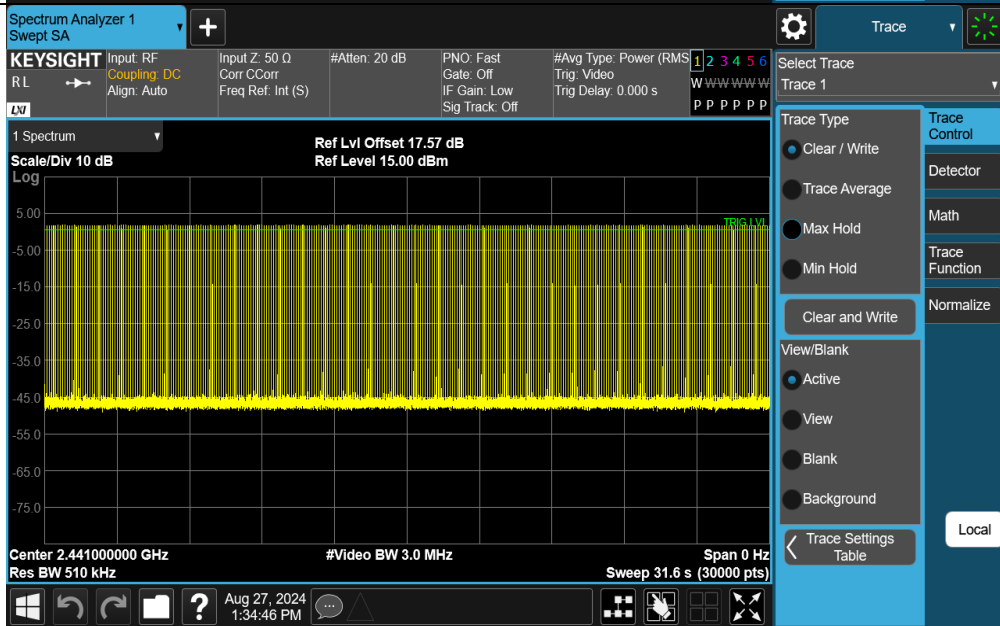 Spectrum Analyzer 1
Swept SA
+
Trace
KEYSIGHT
RL
LXI
Input: RF
Coupling: DC
Align: Auto
Input Z: 50 Ω
Corr CCorr
Freq Ref: Int (S)
#Atten: 20 dB
PNO: Fast
Gate: Off
IF Gain: Low
Sig Track: Off
#Avg Type: Power (RMS
Trig: Video
Trig Delay: 0.000 s
1 2 3 4 5 6
W W W W W W
P P P P P P
Select Trace
Trace 1
1 Spectrum
Scale/Div 10 dB
Ref Lvl Offset 17.57 dB
Ref Level 15.00 dBm
Log
5.00
-5.00
-15.0
-25.0
-35.0
-45.0
-55.0
-65.0
-75.0
TRIG LVL
Center 2.441000000 GHz
Res BW 510 kHz
#Video BW 3.0 MHz
Span 0 Hz
Sweep 31.6 s (30000 pts)
Trace Type
Clear / Write
Trace Average
Max Hold
Min Hold
Clear and Write
View/Blank
Active
View
Blank
Background
Trace Settings
Table
Trace
Control
Detector
Math
Trace
Function
Normalize
Local
?
Aug 27, 2024
1:34:46 PM